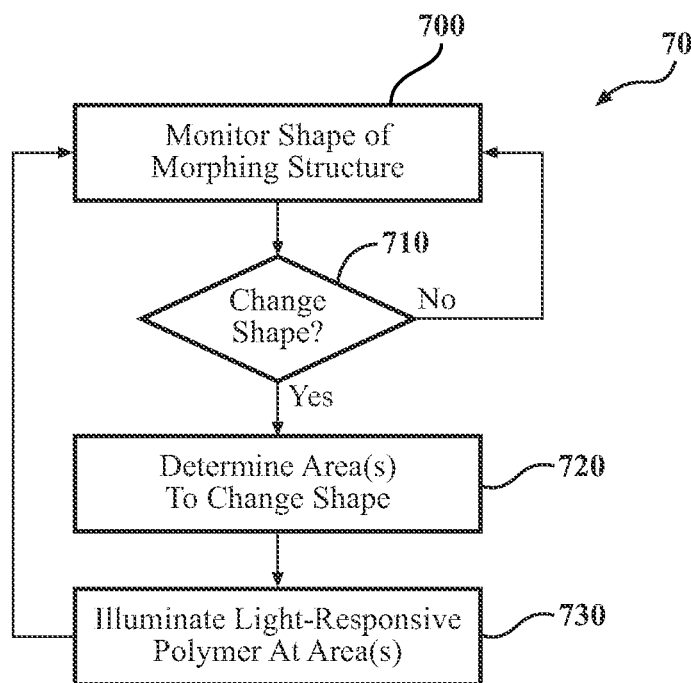 700
70
Monitor Shape of
Morphing Structure
710
Change
Shape?
No
Yes
Determine Area(s)
To Change Shape
720
Illuminate Light-Responsive
Polymer At Area(s)
730